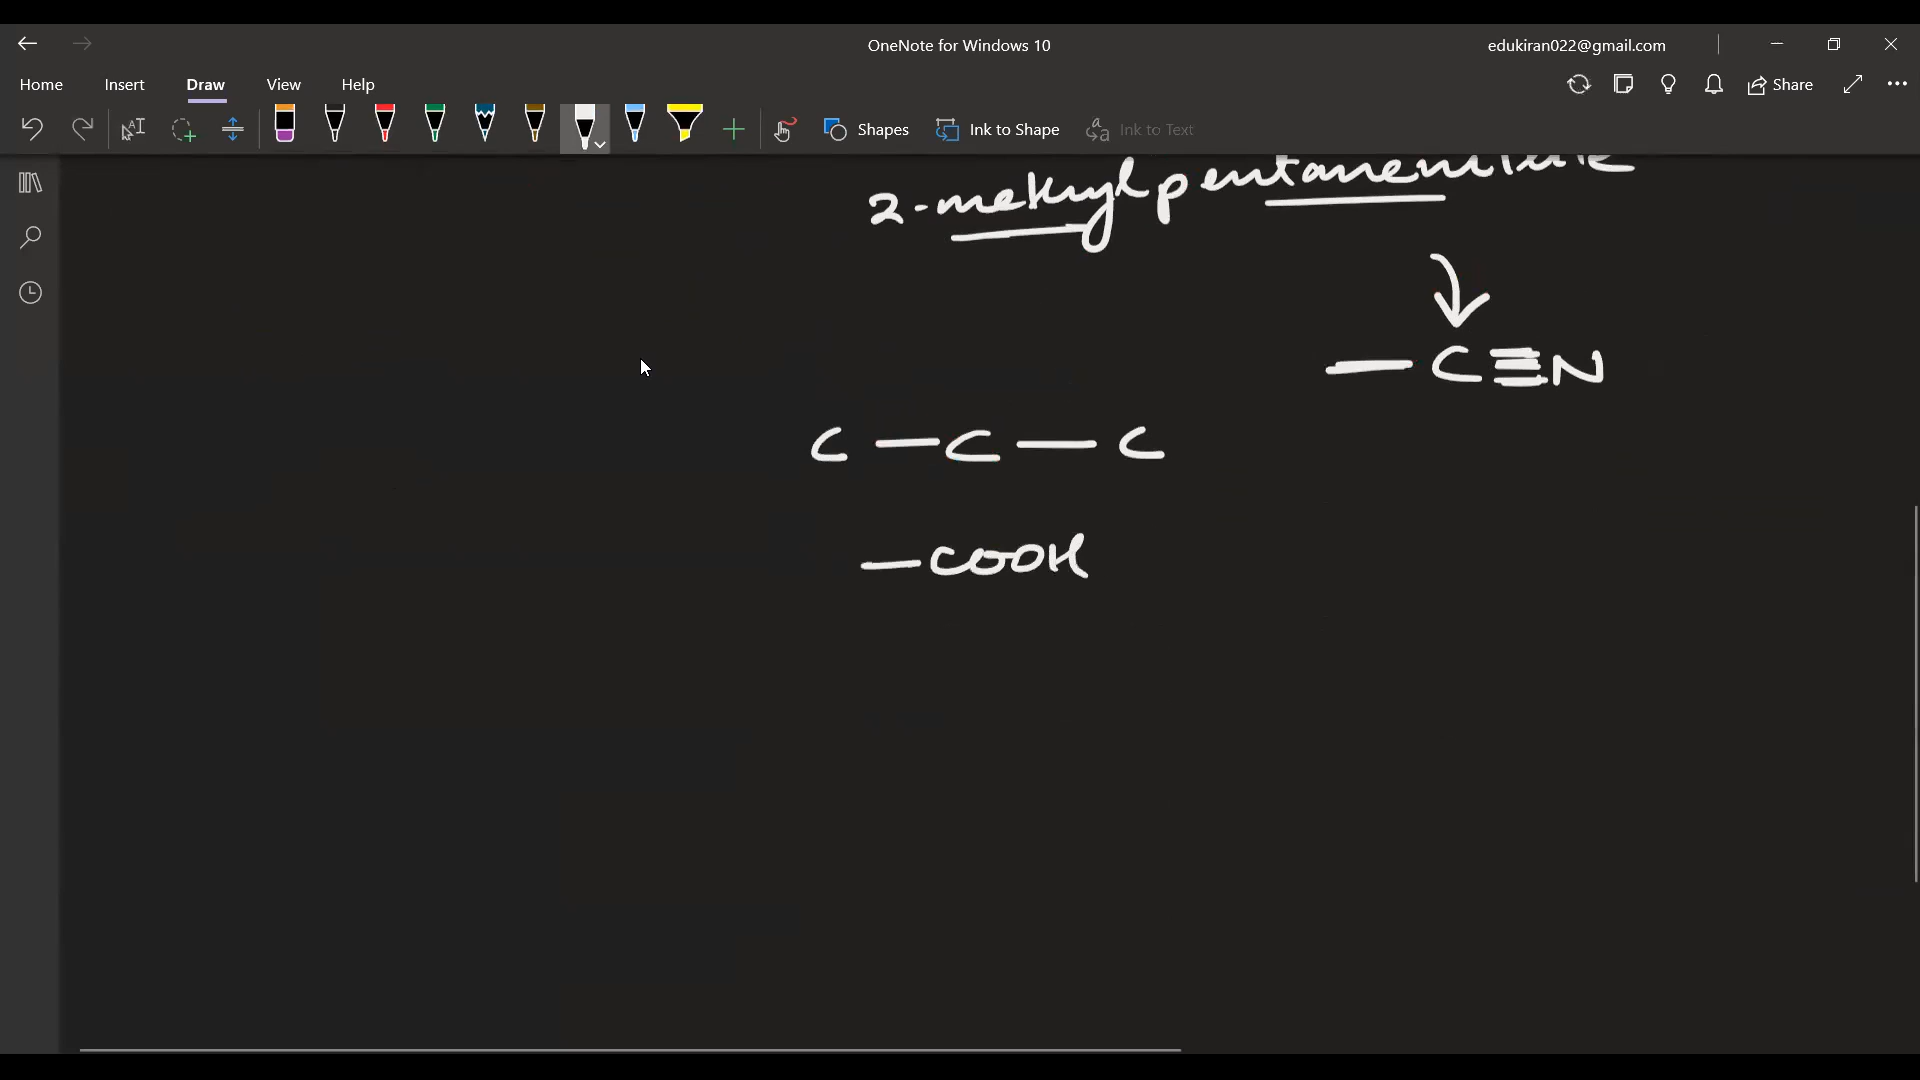 OneNote for Windows 10
edukiran022@gmail.com
Home Insert Draw View Help
Share
Shapes Ink to Shape Ink to Text
2-methylpentanenitrile
— C≡N
C — C — C
— COOH